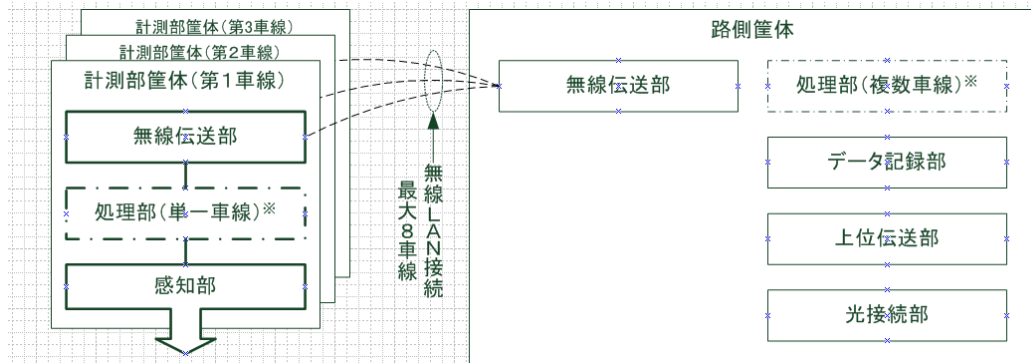 計測部筐体(第3車線)
計測部筐体(第2車線)
計測部筐体(第1車線)
無線伝送部
処理部(単一車線)※
感知部
無線LAN接続
最大8車線
路側筐体
無線伝送部
処理部(複数車線)※
データ記録部
上位伝送部
光接続部